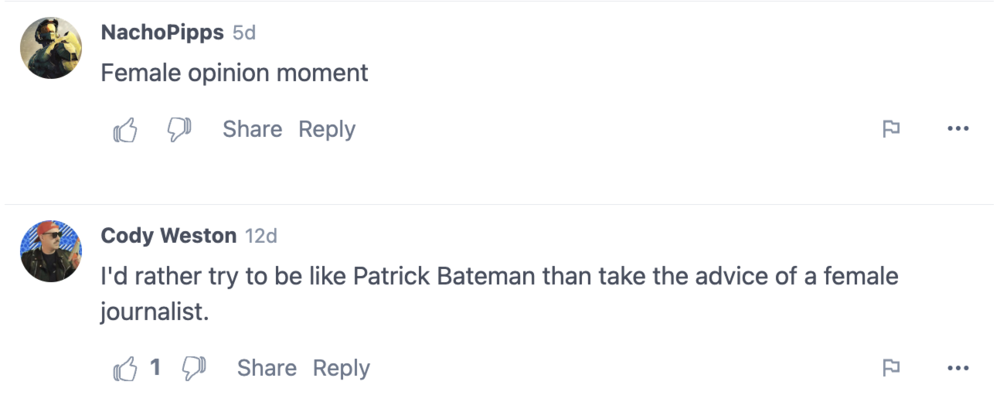 NachoPipps 5d
Female opinion moment
Share Reply
Cody Weston 12d
I'd rather try to be like Patrick Bateman than take the advice of a female
journalist.
1 Share Reply